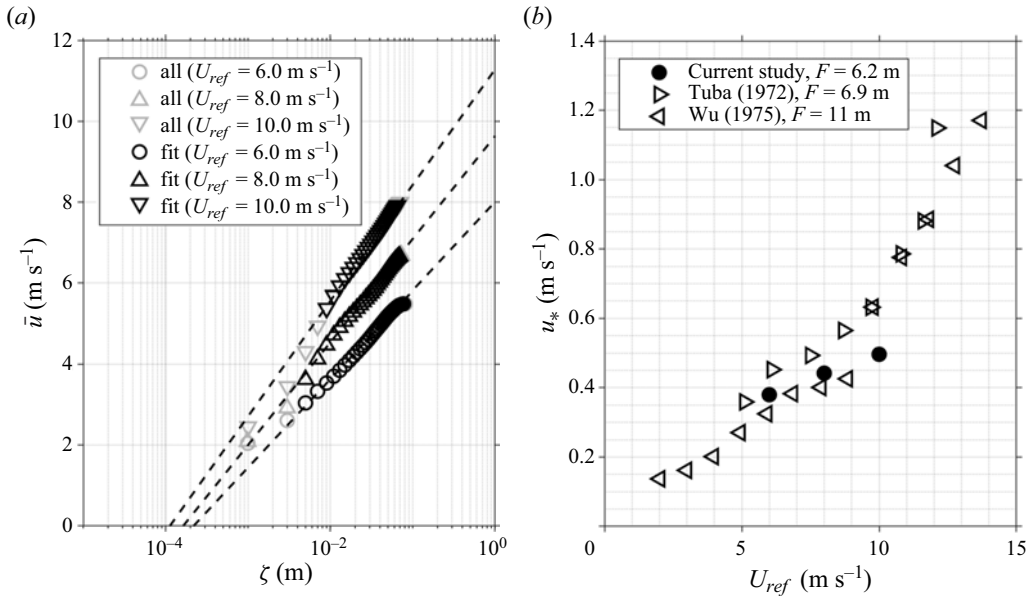 (a)
12
10
8
6
4
2
0
ū (m s⁻¹)
all (U_ref = 6.0 m s⁻¹)
all (U_ref = 8.0 m s⁻¹)
all (U_ref = 10.0 m s⁻¹)
fit (U_ref = 6.0 m s⁻¹)
fit (U_ref = 8.0 m s⁻¹)
fit (U_ref = 10.0 m s⁻¹)
10⁻⁴ 10⁻² 10⁰
ζ (m)
(b)
1.4
1.2
1.0
0.8
0.6
0.4
0.2
u_* (m s⁻¹)
Current study, F = 6.2 m
Tuba (1972), F = 6.9 m
Wu (1975), F = 11 m
0 5 10 15
U_ref (m s⁻¹)